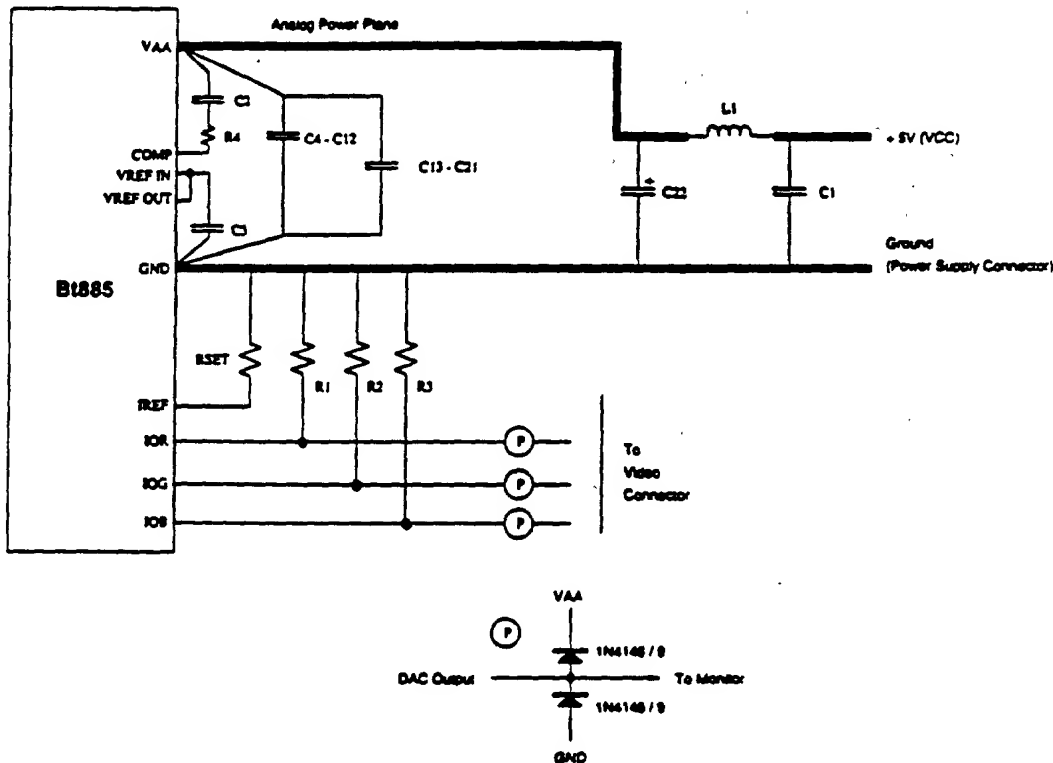 Analog Power Plane
VAA
C2
L1
R4
C4 - C12
+ 5V (VCC)
COMP
C13 - C21
VREF IN
C22
C1
VREF OUT
GND
Ground
(Power Supply Connector)
Bt885
RSET
R1
R2
R3
IREF
IOR
P
To
IOG
P
Video
Connector
IOB
P
VAA
P
1N4148 / 9
DAC Output
To Monitor
1N4148 / 9
GND